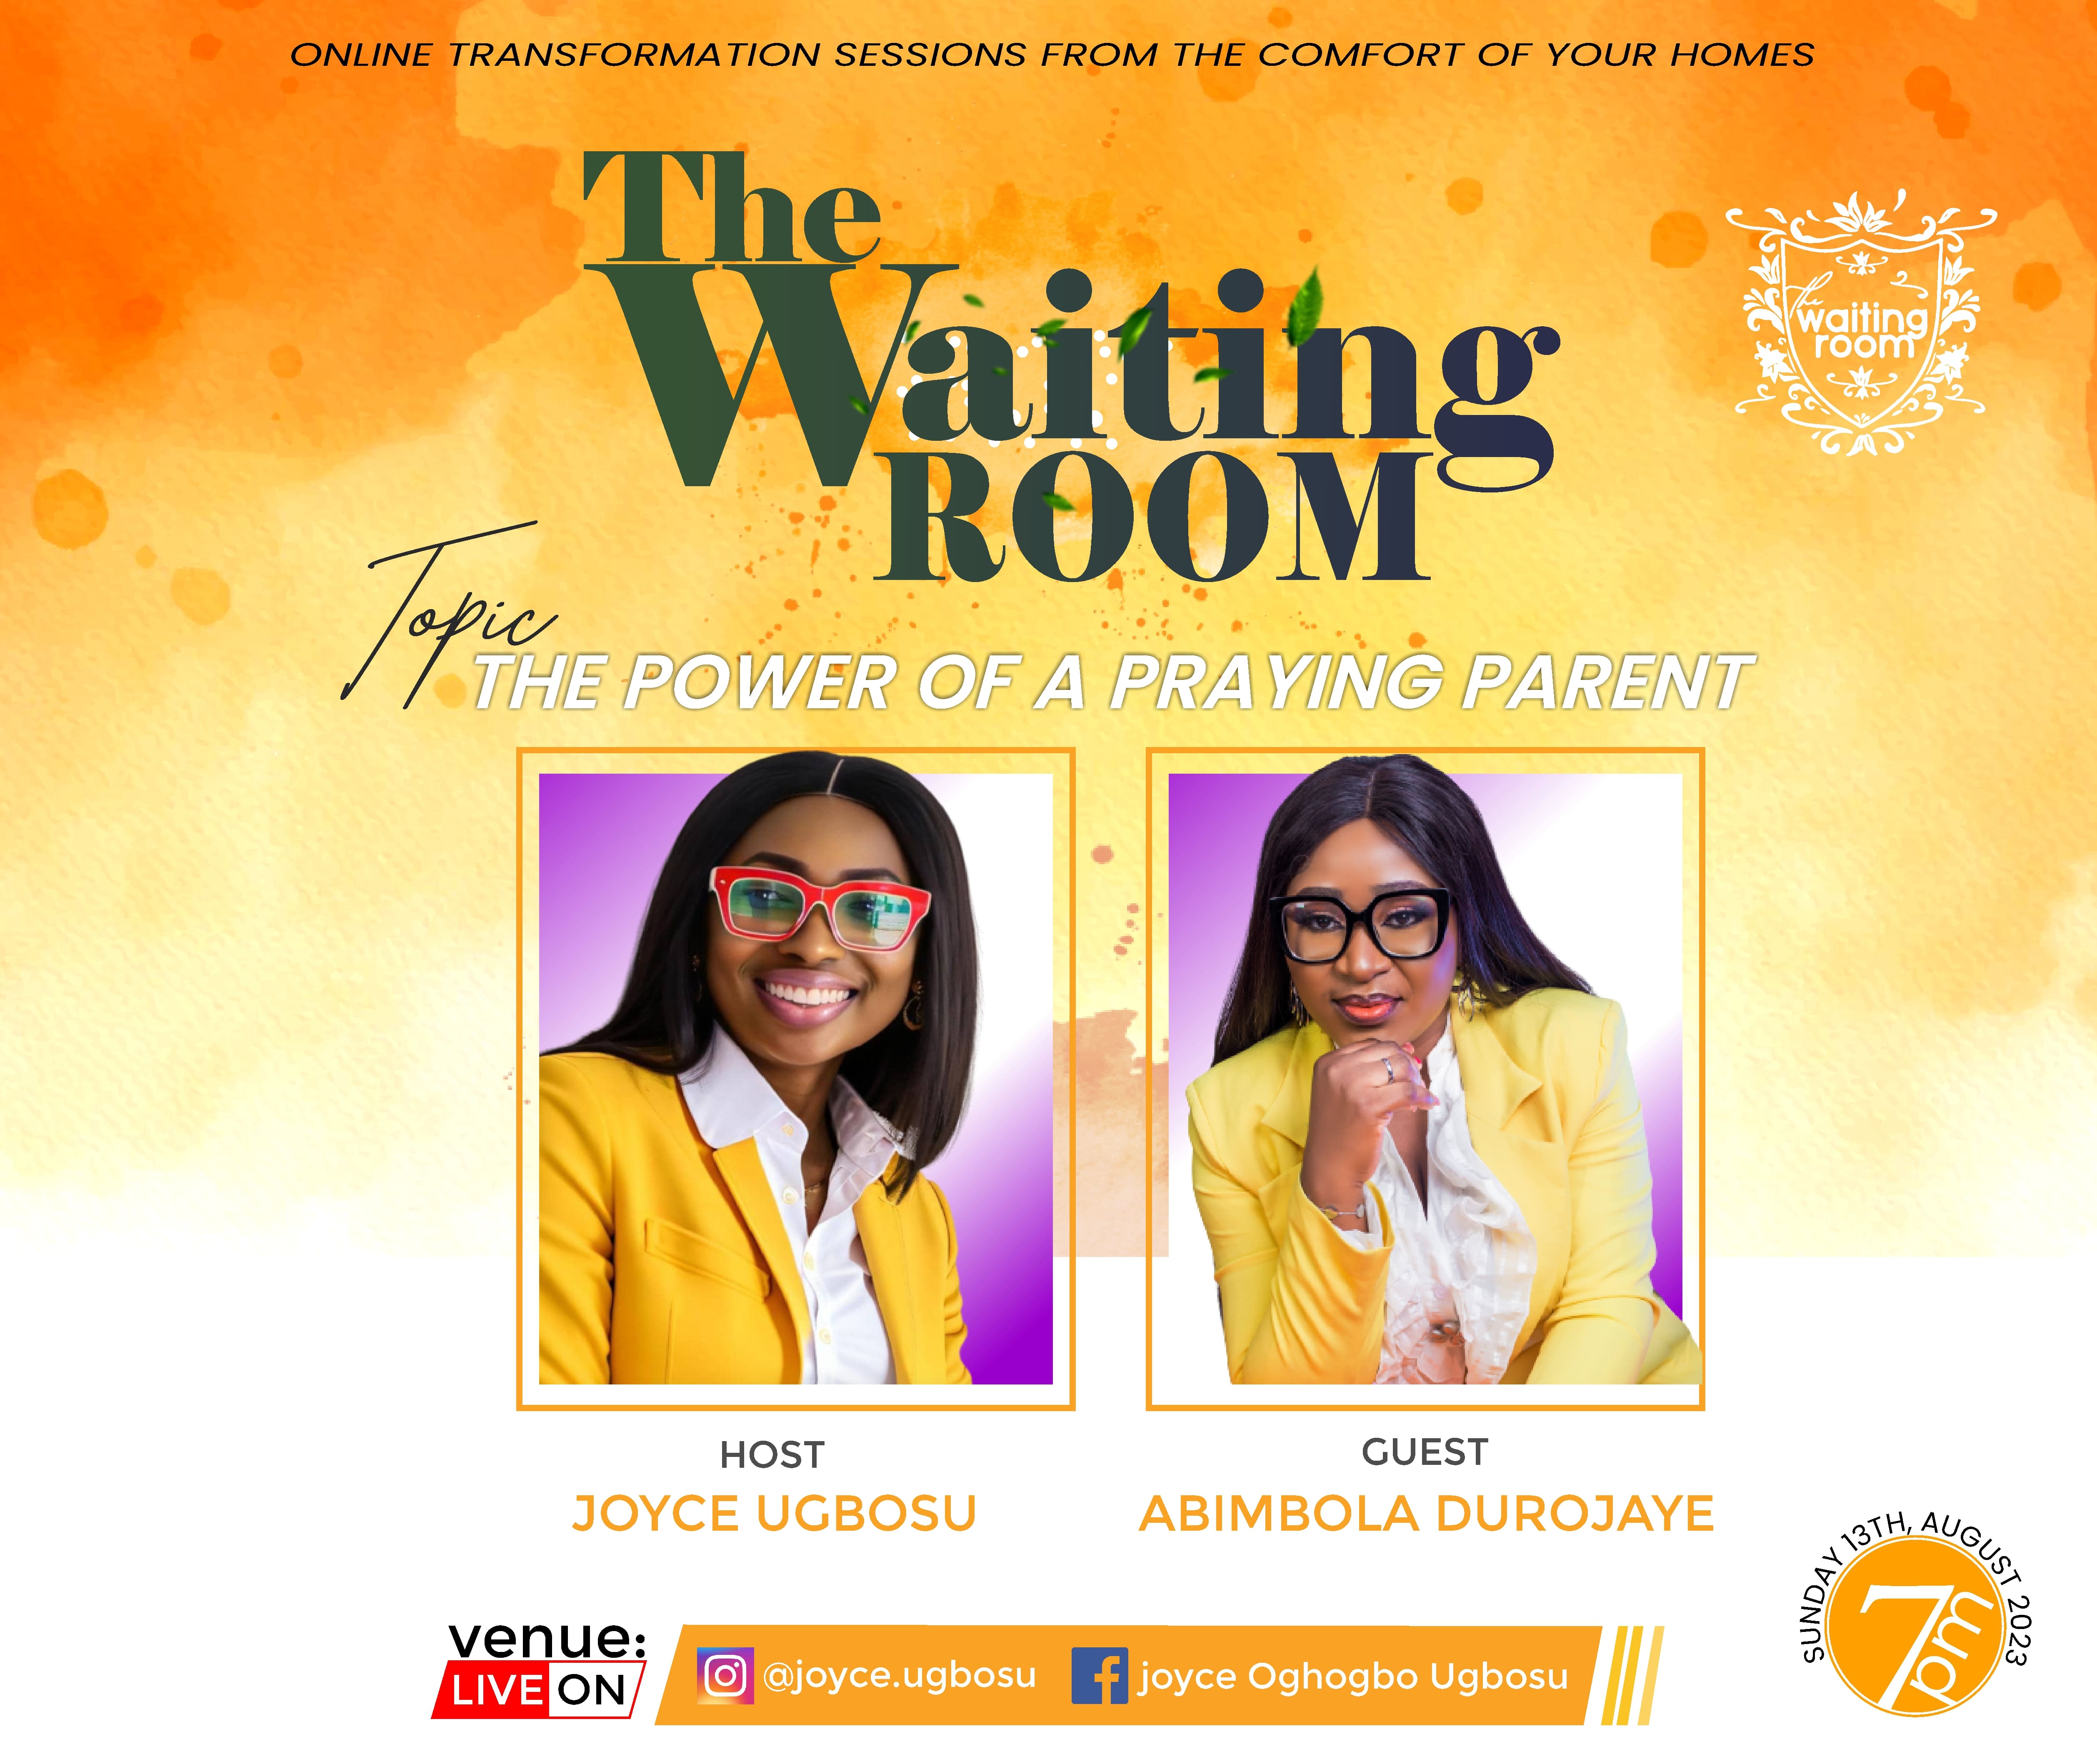 ONLINE TRANSFORMATION SESSIONS FROM THE COMFORT OF YOUR HOMES
The
Waiting
ROOM
The
waiting
room
Topic
THE POWER OF A PRAYING PARENT
HOST
JOYCE UGBOSU
GUEST
ABIMBOLA DUROJAYE
SUNDAY 13TH, AUGUST 2023
7pm
venue:
LIVE ON
@joyce.ugbosu
joyce Oghogbo Ugbosu